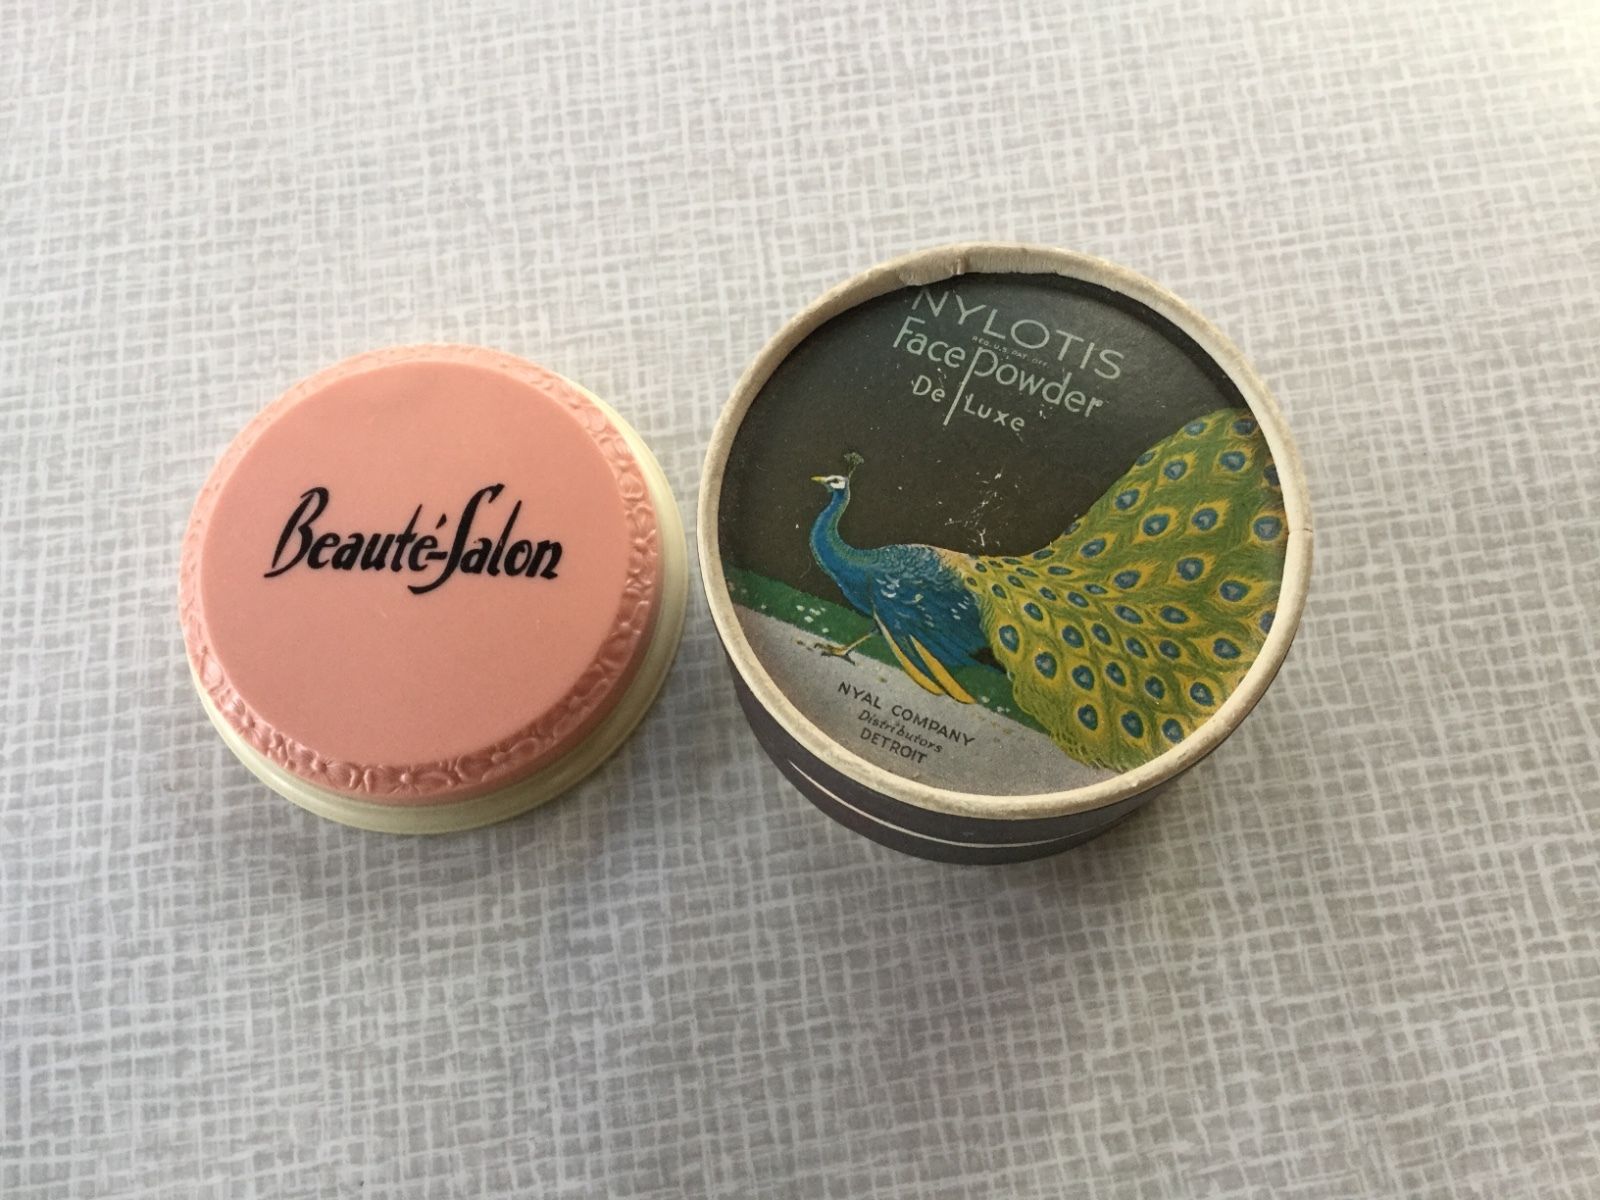 Beauté-Salon
NYLOTIS
REG. U.S. PAT. OFF.
Face Powder
De Luxe
NYAL COMPANY
Distributors
DETROIT